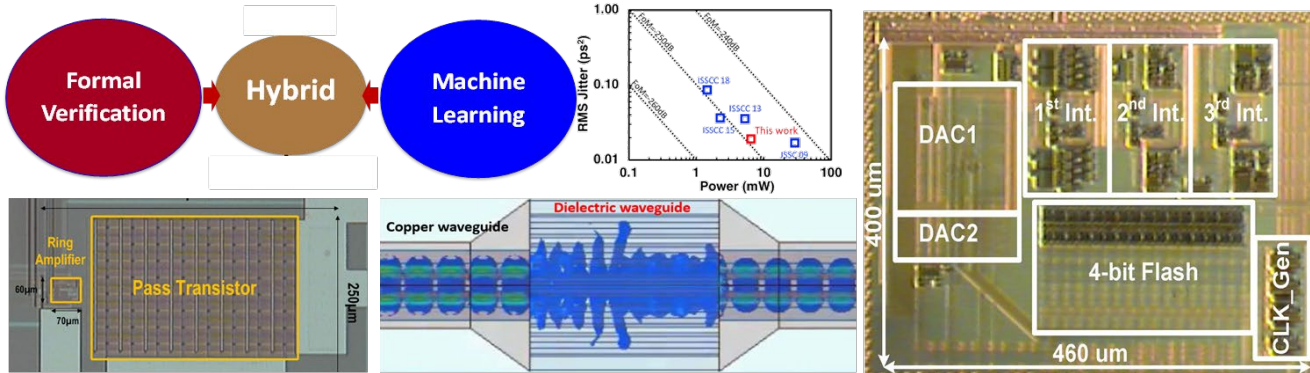 Formal
Verification
Hybrid
Machine
Learning
RMS Jitter (ps²)
1.00
0.10
0.01
FoM=-250dB
FoM=-240dB
FoM=-260dB
ISSCC 18
ISSCC 13
ISSCC 15
This work
ISSC 09
0.1
1
10
100
Power (mW)
Ring
Amplifier
60µm
70µm
Pass Transistor
250µm
Copper waveguide
Dielectric waveguide
400 um
DAC1
DAC2
1st Int.
2nd Int.
3rd Int.
4-bit Flash
CLK_Gen
460 um